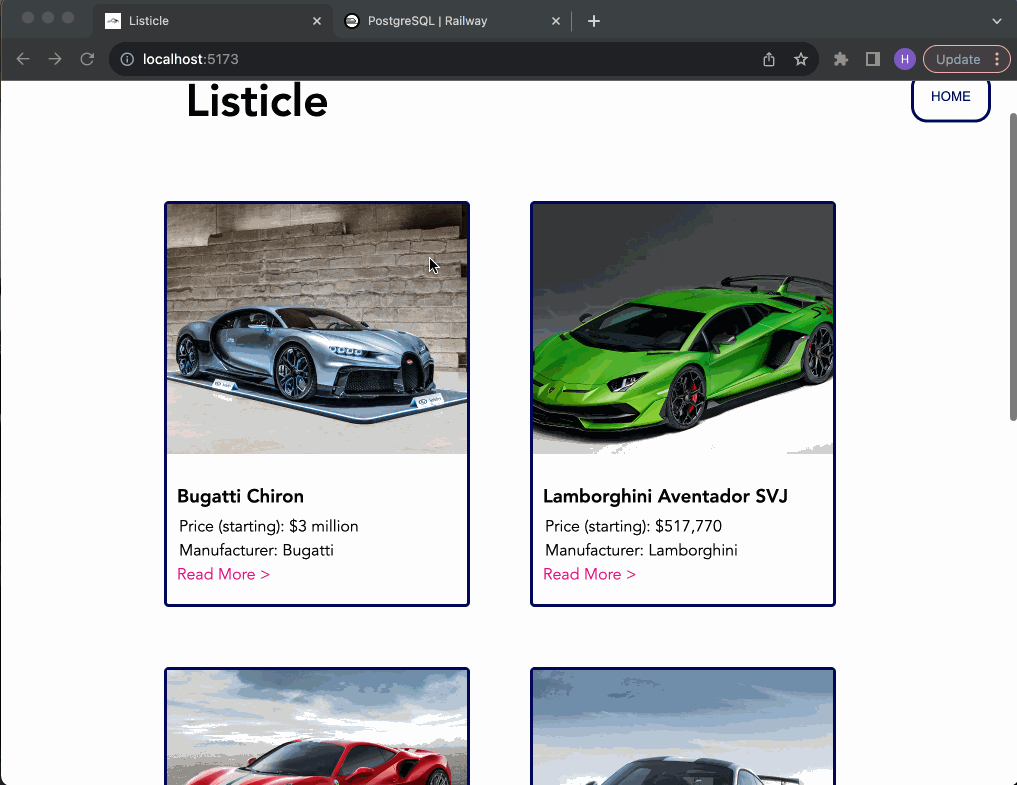 Listicle
PostgreSQL | Railway
localhost:5173
H
Update
Listicle
HOME
Bugatti Chiron
Price (starting): $3 million
Manufacturer: Bugatti
Read More >
Lamborghini Aventador SVJ
Price (starting): $517,770
Manufacturer: Lamborghini
Read More >